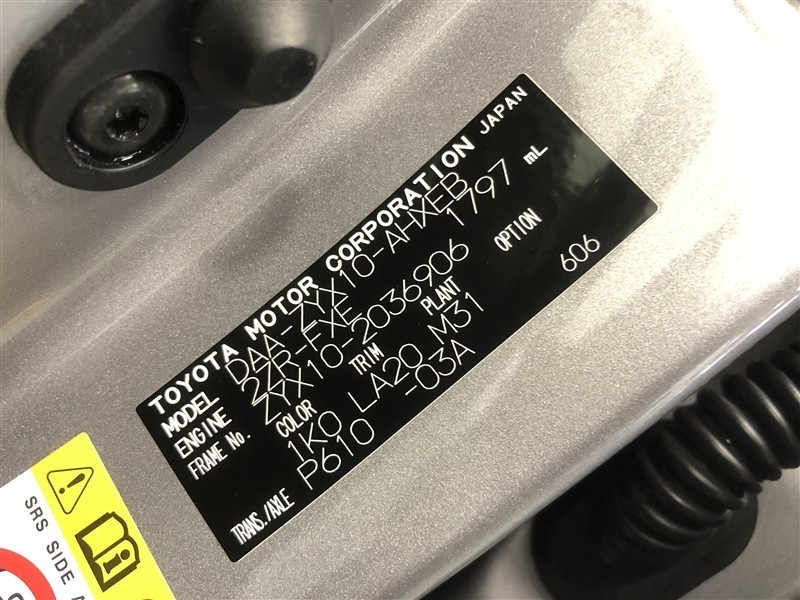 TOYOTA MOTOR CORPORATION JAPAN
MODEL DAA-ZYX10-AHXEB
ENGINE 2ZR-FXE 1797 mL
FRAME No. ZYX10-2036906
COLOR TRIM PLANT OPTION
1K0 LA20 M31 606
TRANS./AXLE P610 -03A
SRS SIDE A